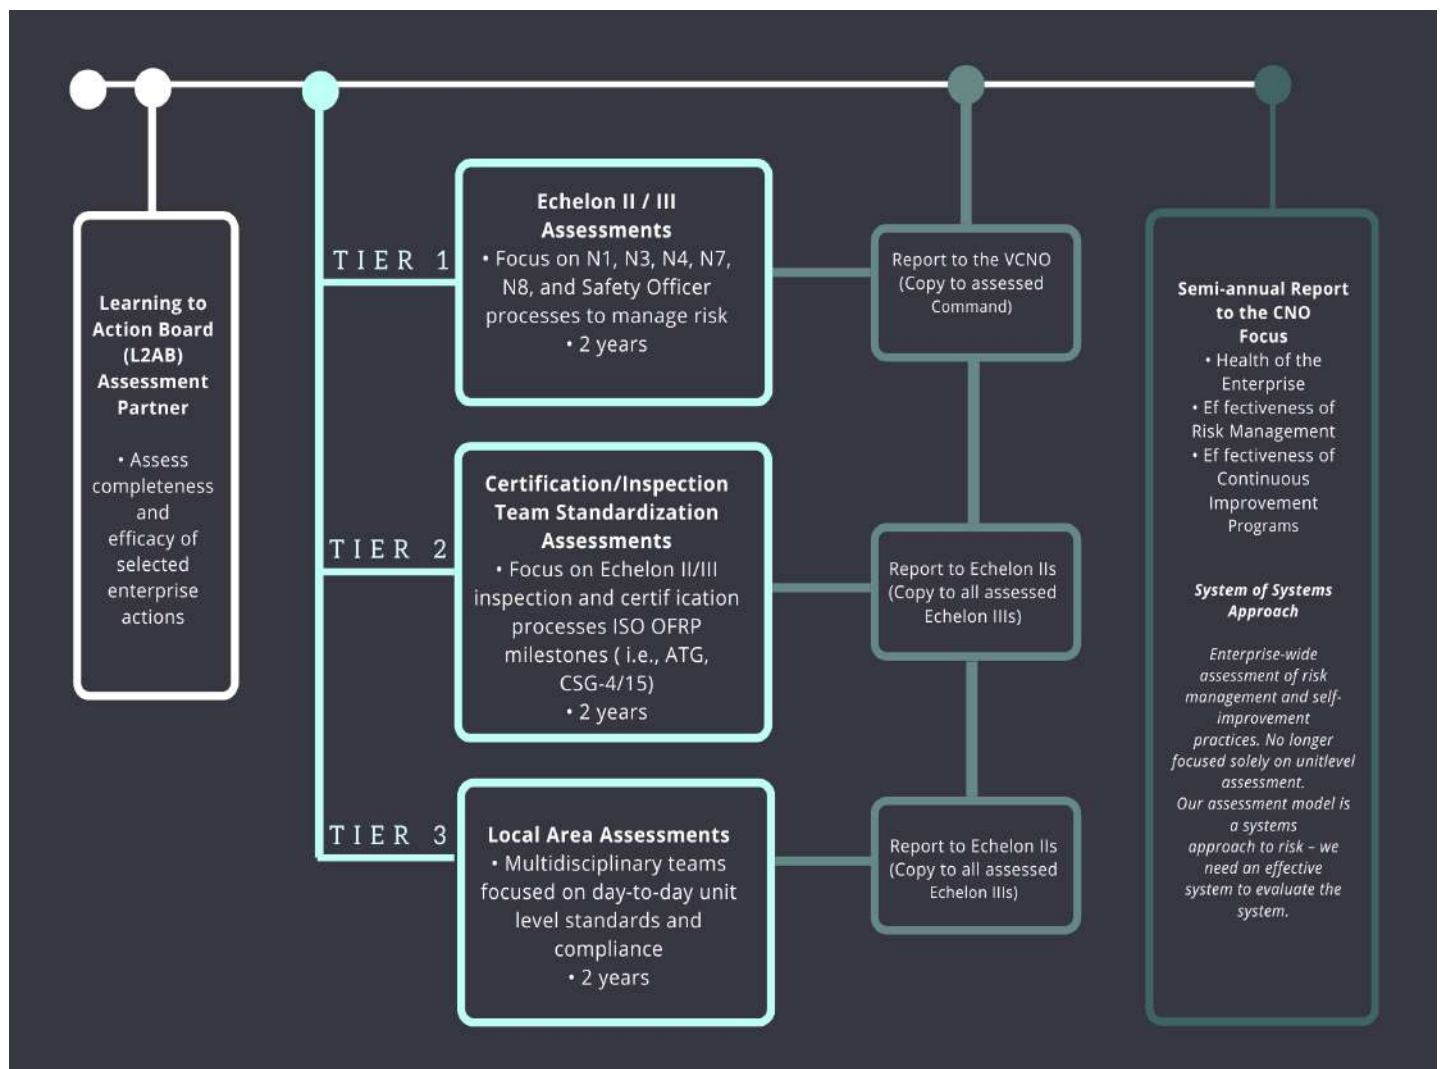 Learning to
Action Board
(L2AB)
Assessment
Partner
• Assess
completeness
and
efficacy of
selected
enterprise
actions
TIER 1
Echelon II / III
Assessments
• Focus on N1, N3, N4, N7,
N8, and Safety Officer
processes to manage risk
• 2 years
Report to the VCNO
(Copy to assessed
Command)
TIER 2
Certification/Inspection
Team Standardization
Assessments
• Focus on Echelon II/III
inspection and certif ication
processes ISO OFRP
milestones ( i.e., ATG,
CSG-4/15)
• 2 years
Report to Echelon IIs
(Copy to all assessed
Echelon IIIs)
TIER 3
Local Area Assessments
• Multidisciplinary teams
focused on day-to-day unit
level standards and
compliance
• 2 years
Report to Echelon IIs
(Copy to all assessed
Echelon IIIs)
Semi-annual Report
to the CNO
Focus
• Health of the
Enterprise
• Ef fectiveness of
Risk Management
• Ef fectiveness of
Continuous
Improvement
Programs
System of Systems
Approach
Enterprise-wide
assessment of risk
management and self-
improvement
practices. No longer
focused solely on unitlevel
assessment.
Our assessment model is
a systems
approach to risk – we
need an effective
system to evaluate the
system.